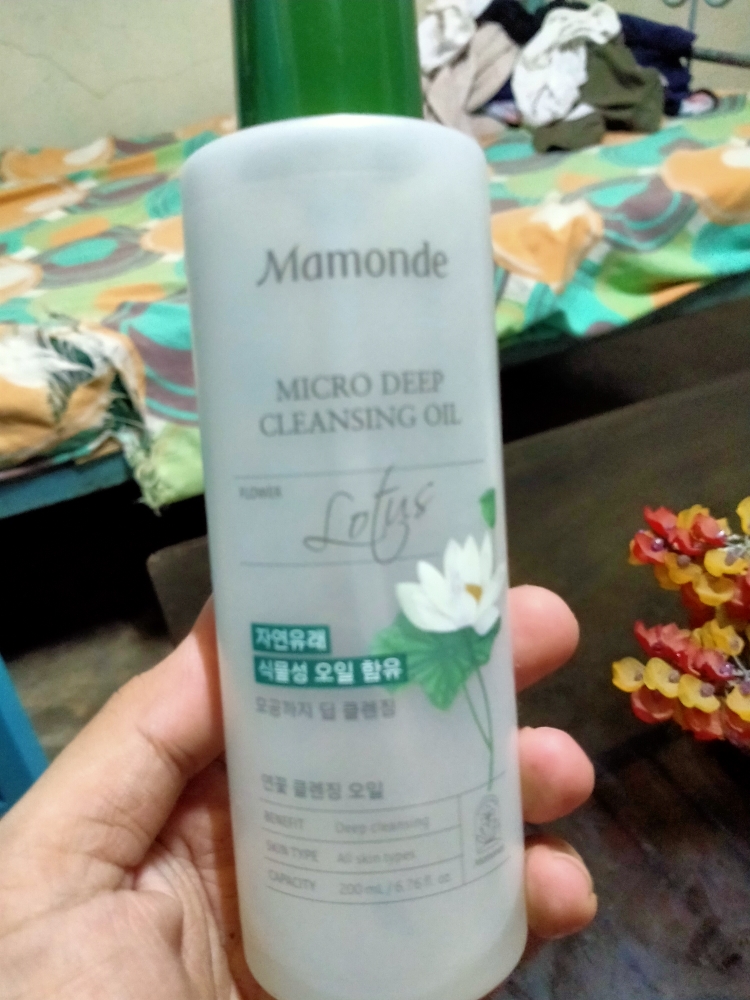 Mamonde
MICRO DEEP
CLEANSING OIL
FLOWER
Lotus
자연유래
식물성 오일 함유
모공까지 딥 클렌징
연꽃 클렌징 오일
BENEFIT Deep cleansing
SKIN TYPE All skin types
CAPACITY 200 mL / 6.76 fl. oz